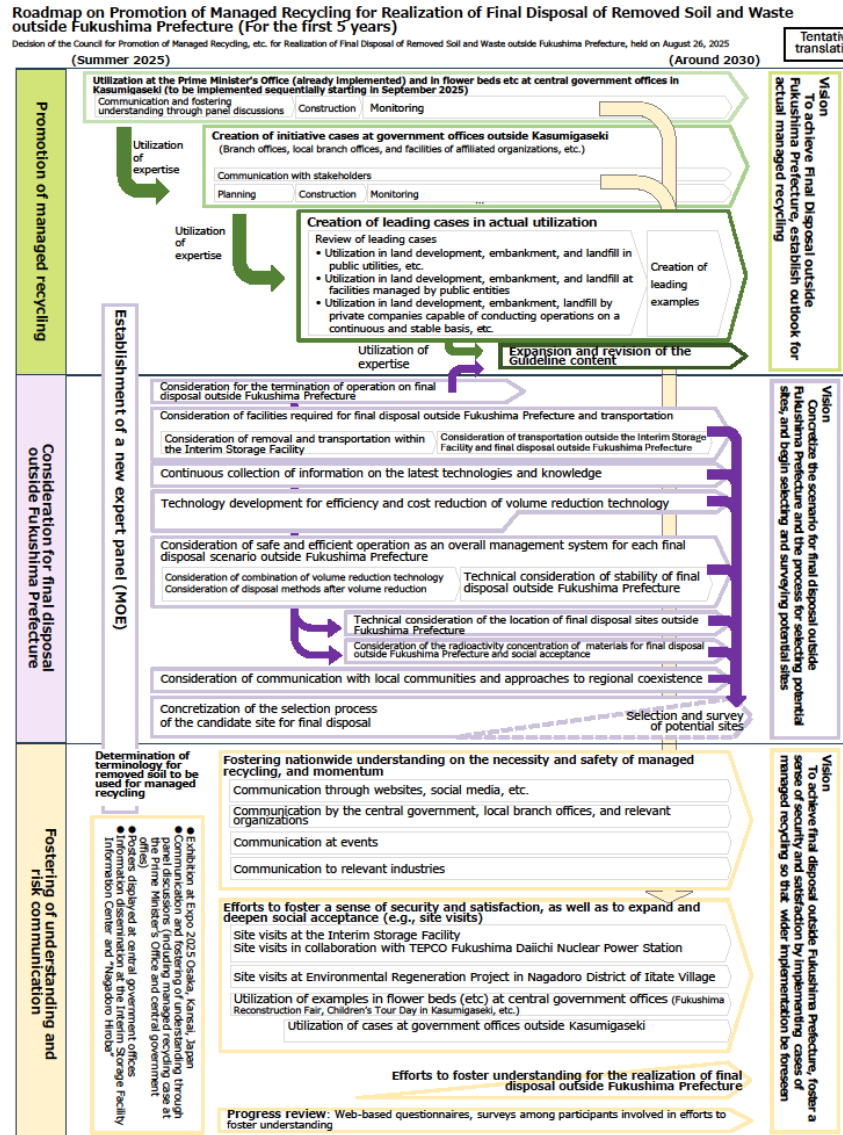 Roadmap on Promotion of Managed Recycling for Realization of Final Disposal of Removed Soil and Waste
outside Fukushima Prefecture (For the first 5 years)
Decision of the Council for Promotion of Managed Recycling, etc. for Realization of Final Disposal of Removed Soil and Waste outside Fukushima Prefecture, held on August 26, 2025
Tentativ
translati
(Summer 2025)
(Around 2030)
Promotion of managed recycling
Utilization at the Prime Minister's Office (already implemented) and in flower beds etc at central government offices in
Kasumigaseki (to be implemented sequentially starting in September 2025)
Communication and fostering
understanding through panel discussions
Construction
Monitoring
Utilization
of
expertise
Creation of initiative cases at government offices outside Kasumigaseki
(Branch offices, local branch offices, and facilities of affiliated organizations, etc.)
Communication with stakeholders
Planning
Construction
Monitoring
...
Utilization
of
expertise
Creation of leading cases in actual utilization
Review of leading cases
• Utilization in land development, embankment, and landfill in
public utilities, etc.
• Utilization in land development, embankment, and landfill at
facilities managed by public entities
• Utilization in land development, embankment, landfill by
private companies capable of conducting operations on a
continuous and stable basis, etc.
Creation of
leading
examples
Utilization of
expertise
Expansion and revision of the
Guideline content
Vision
To achieve Final Disposal outside
Fukushima Prefecture, establish outlook for
actual managed recycling
Establishment of a new expert panel (MOE)
Consideration for final disposal
outside Fukushima Prefecture
Consideration for the termination of operation on final
disposal outside Fukushima Prefecture
Consideration of facilities required for final disposal outside Fukushima Prefecture and transportation
Consideration of removal and transportation within
the Interim Storage Facility
Consideration of transportation outside the Interim Storage
Facility and final disposal outside Fukushima Prefecture
Continuous collection of information on the latest technologies and knowledge
Technology development for efficiency and cost reduction of volume reduction technology
Consideration of safe and efficient operation as an overall management system for each final
disposal scenario outside Fukushima Prefecture
Consideration of combination of volume reduction technology
Consideration of disposal methods after volume reduction
Technical consideration of stability of final
disposal outside Fukushima Prefecture
Technical consideration of the location of final disposal sites outside
Fukushima Prefecture
Consideration of the radioactivity concentration of materials for final disposal
outside Fukushima Prefecture and social acceptance
Consideration of communication with local communities and approaches to regional coexistence
Concretization of the selection process
of the candidate site for final disposal
Selection and survey
of potential sites
Vision
Concretize the scenario for final disposal outside
Fukushima Prefecture and the process for selecting potential
sites, and begin selecting and surveying potential sites
Fostering of understanding and
risk communication
Determination of
terminology for
removed soil to be
used for managed
recycling
● Exhibition at Expo 2025 Osaka, Kansai, Japan
● Communication and fostering of understanding through
panel discussions (including managed recycling case at
the Prime Minister's Office and central government
offies)
● Posters displayed at central government offices
● Information dissemination at the Interim Storage Facility
Information Center and "Nagadoro Hiroba"
Fostering nationwide understanding on the necessity and safety of managed
recycling, and momentum
Communication through websites, social media, etc.
Communication by the central government, local branch offices, and relevant
organizations
Communication at events
Communication to relevant industries
Efforts to foster a sense of security and satisfaction, as well as to expand and
deepen social acceptance (e.g., site visits)
Site visits at the Interim Storage Facility
Site visits in collaboration with TEPCO Fukushima Daiichi Nuclear Power Station
Site visits at Environmental Regeneration Project in Nagadoro District of Iitate Village
Utilization of examples in flower beds (etc) at central government offices (Fukushima
Reconstruction Fair, Children's Tour Day in Kasumigaseki, etc.)
Utilization of cases at government offices outside Kasumigaseki
Efforts to foster understanding for the realization of final
disposal outside Fukushima Prefecture
Progress review: Web-based questionnaires, surveys among participants involved in efforts to
foster understanding
Vision
To achieve final disposal outside Fukushima Prefecture, foster a
sense of security and satisfaction by implementing cases of
managed recycling so that wider implementation be foreseen